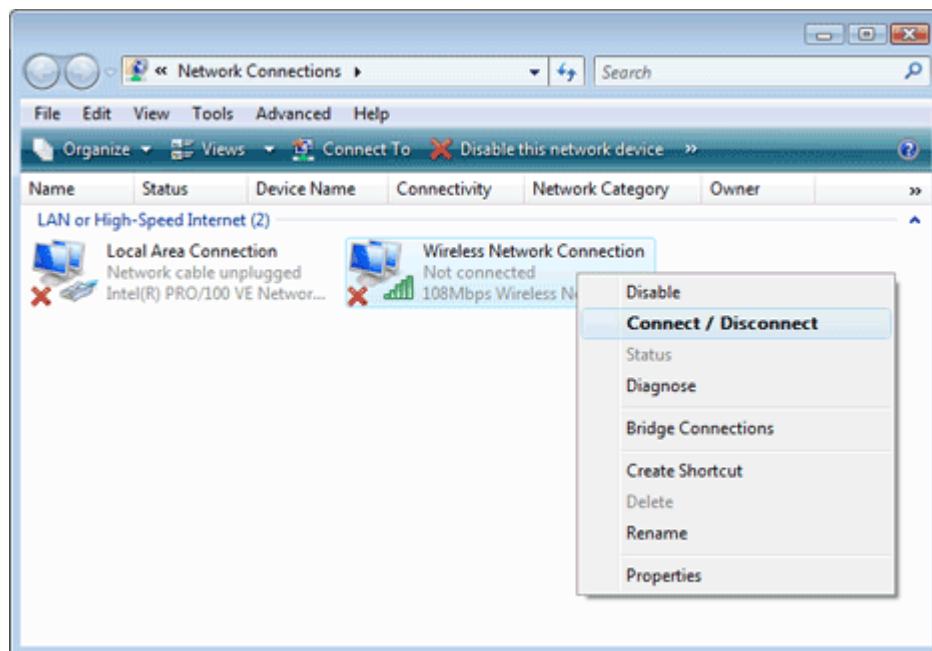 « Network Connections
Search
File Edit View Tools Advanced Help
Organize Views Connect To Disable this network device »
Name Status Device Name Connectivity Network Category Owner »
LAN or High-Speed Internet (2)
Local Area Connection
Network cable unplugged
Intel(R) PRO/100 VE Networ...
Wireless Network Connection
Not connected
108Mbps Wireless
Disable
Connect / Disconnect
Status
Diagnose
Bridge Connections
Create Shortcut
Delete
Rename
Properties